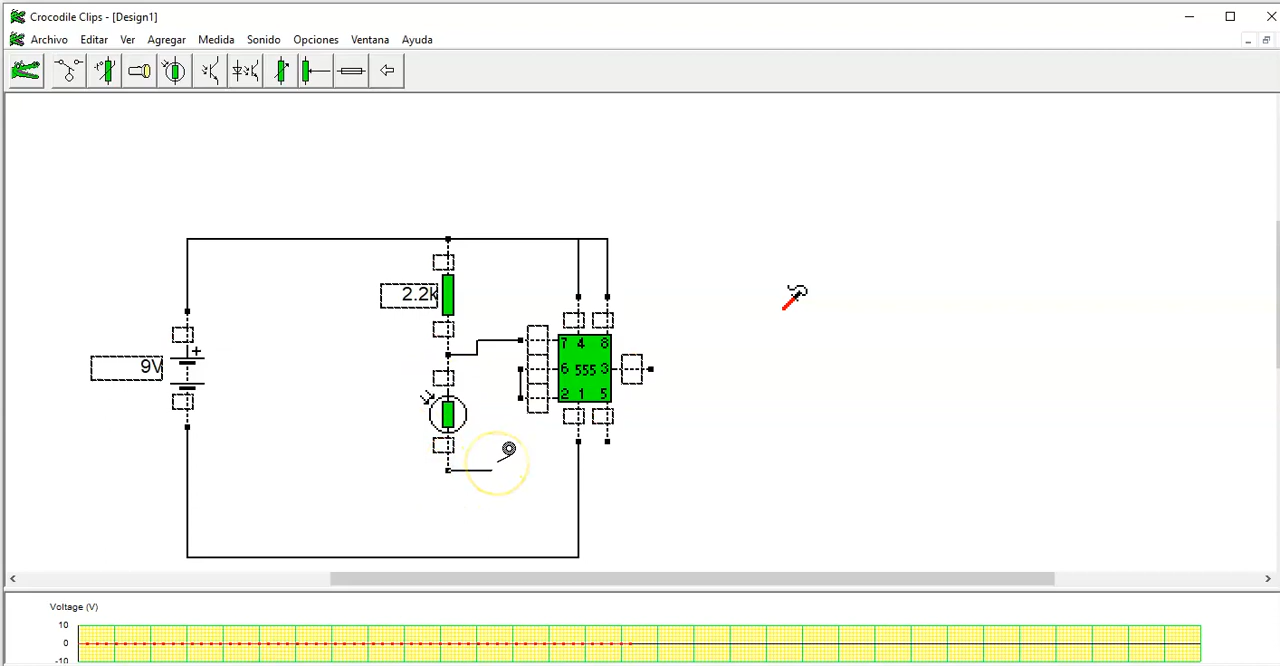 Crocodile Clips - [Design1]
Archivo Editar Ver Agregar Medida Sonido Opciones Ventana Ayuda
2.2k
9V
7 4 8
6 555 3
2 1 5
Voltage (V)
10
0
-10